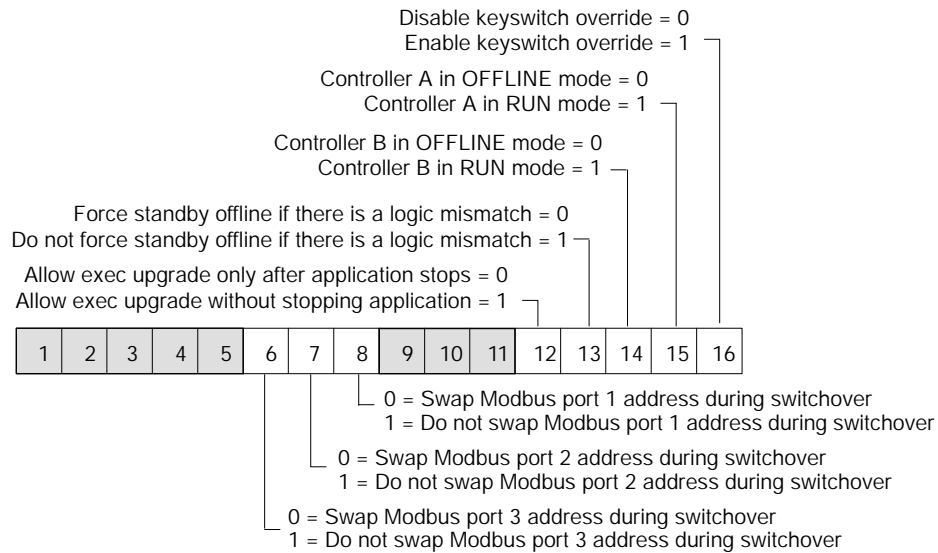 Disable keyswitch override = 0
Enable keyswitch override = 1
Controller A in OFFLINE mode = 0
Controller A in RUN mode = 1
Controller B in OFFLINE mode = 0
Controller B in RUN mode = 1
Force standby offline if there is a logic mismatch = 0
Do not force standby offline if there is a logic mismatch = 1
Allow exec upgrade only after application stops = 0
Allow exec upgrade without stopping application = 1
1 2 3 4 5 6 7 8 9 10 11 12 13 14 15 16
0 = Swap Modbus port 1 address during switchover
1 = Do not swap Modbus port 1 address during switchover
0 = Swap Modbus port 2 address during switchover
1 = Do not swap Modbus port 2 address during switchover
0 = Swap Modbus port 3 address during switchover
1 = Do not swap Modbus port 3 address during switchover